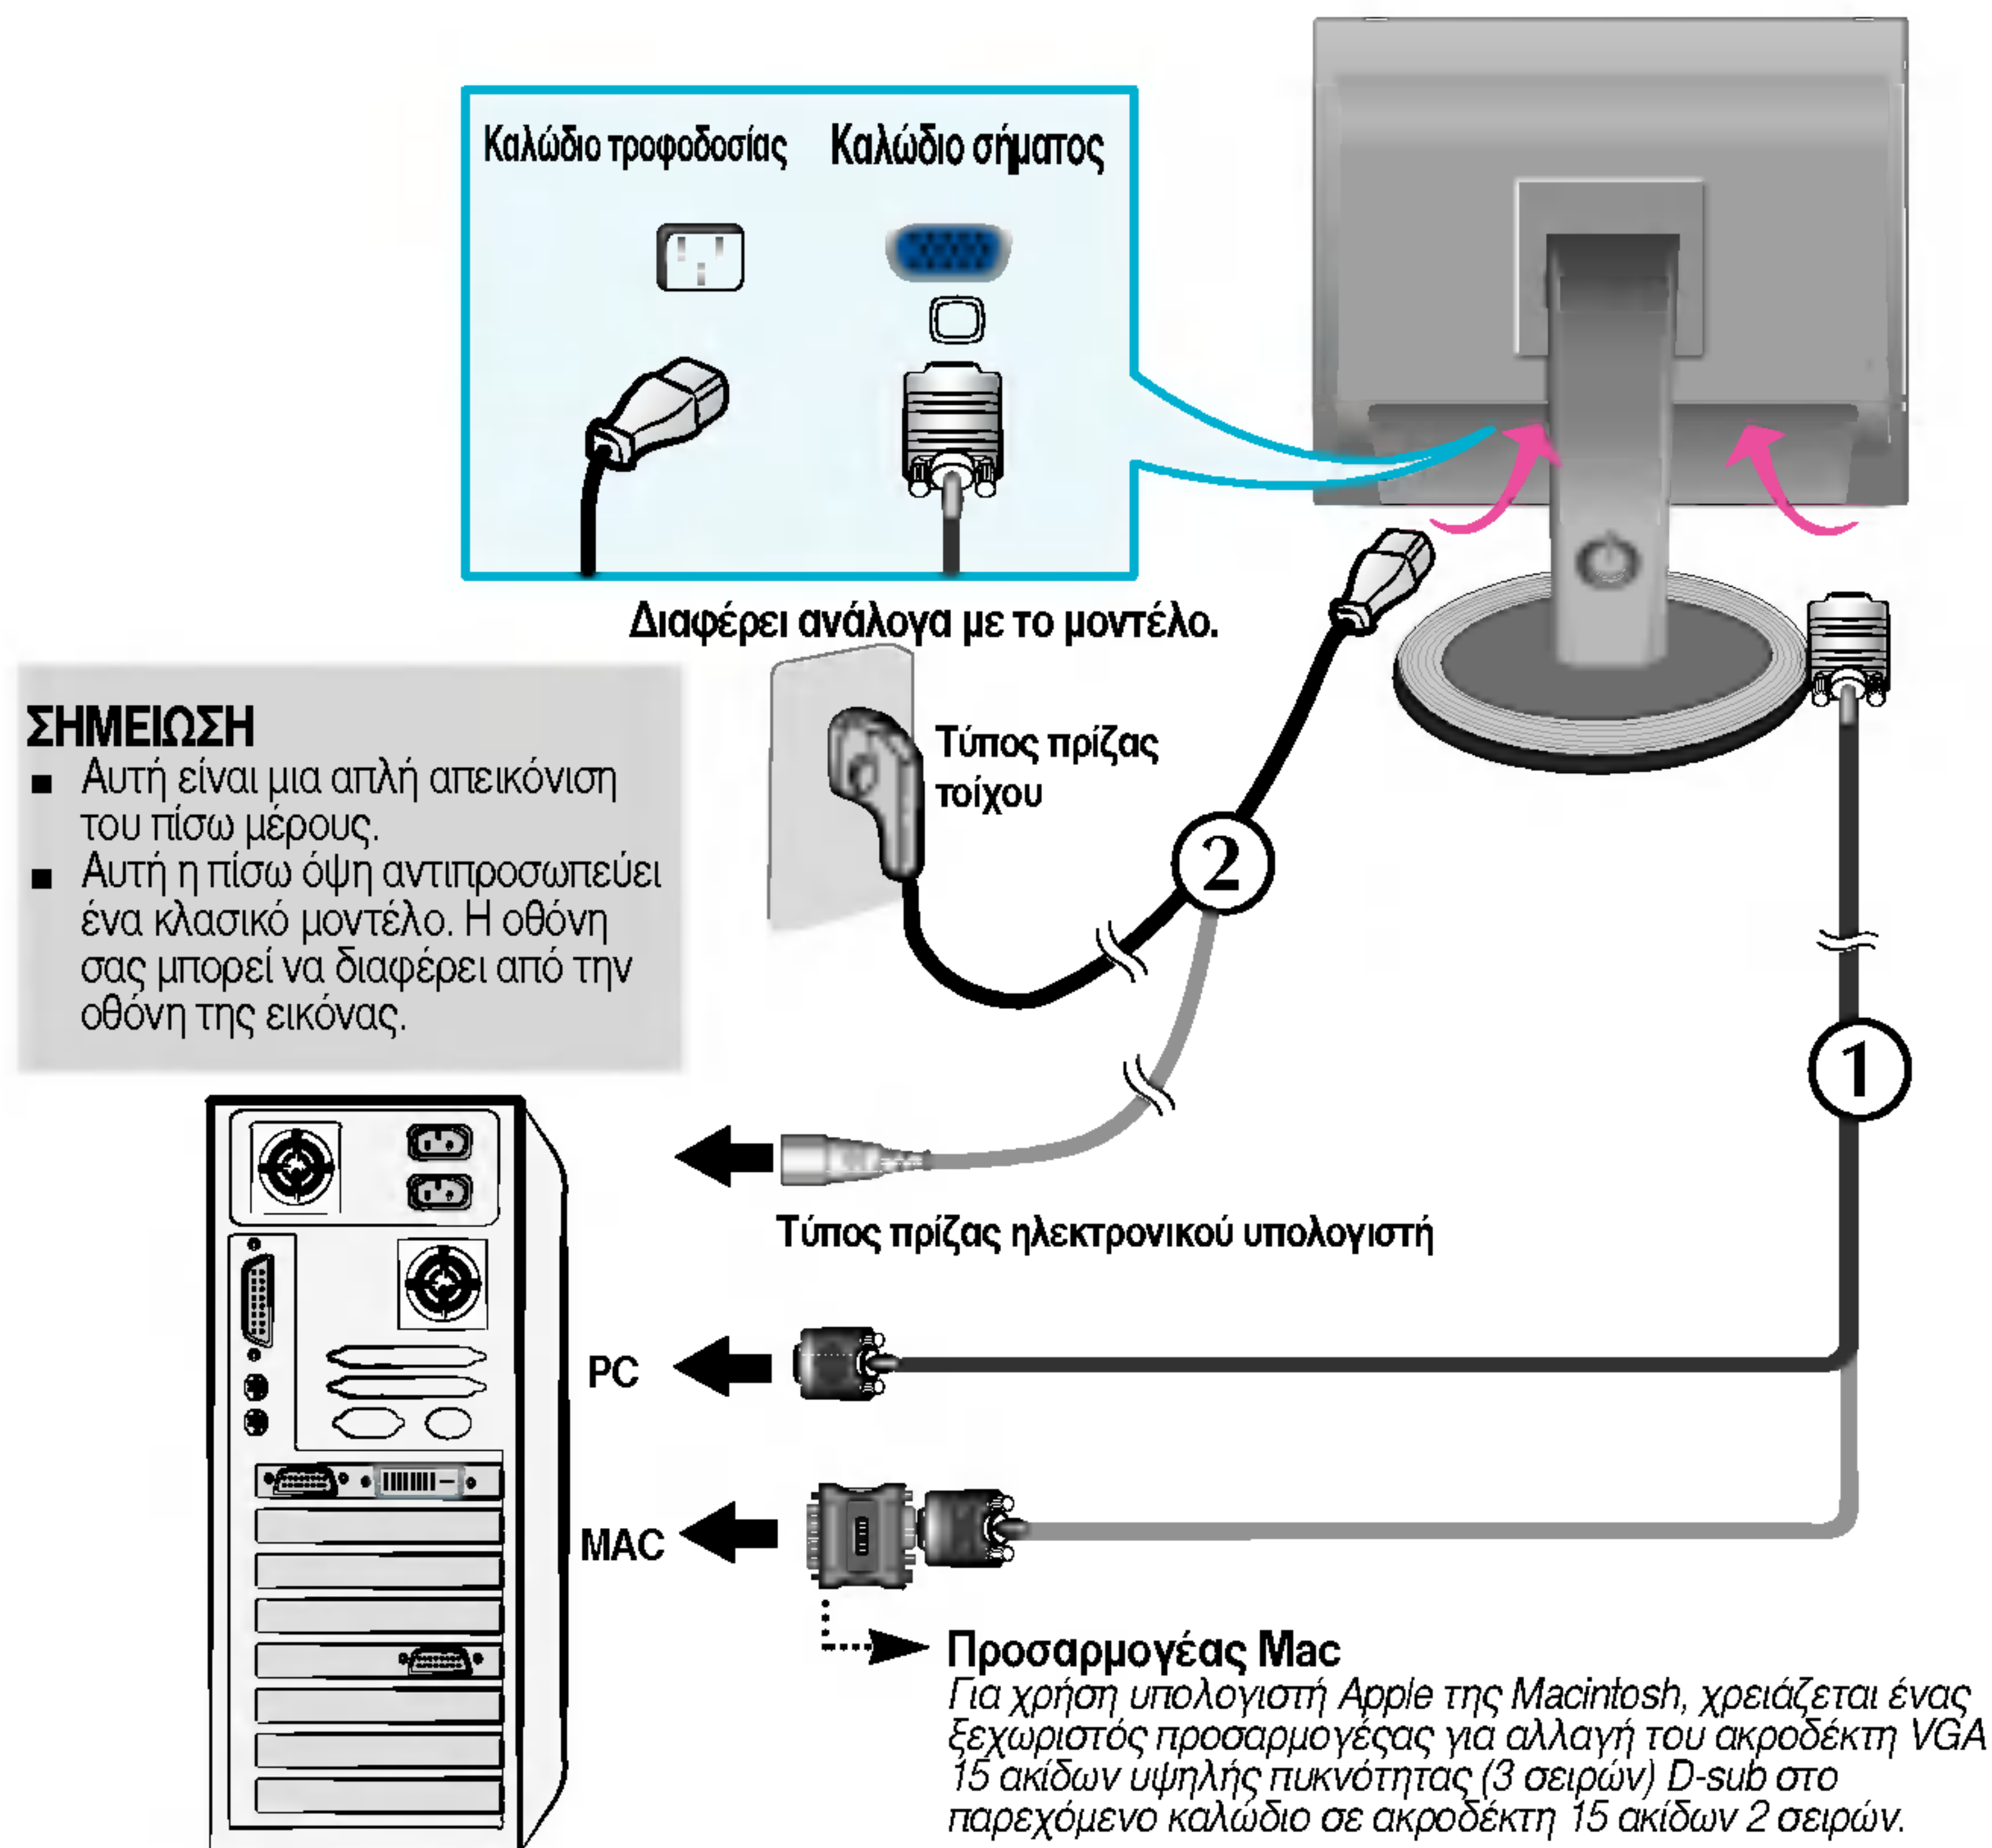 Καλώδιο τροφοδοσίας
Καλώδιο σήματος
Διαφέρει ανάλογα με το μοντέλο.
ΣΗΜΕΙΩΣΗ
■ Αυτή είναι μια απλή απεικόνιση
του πίσω μέρους.
■ Αυτή η πίσω όψη αντιπροσωπεύει
ένα κλασικό μοντέλο. Η οθόνη
σας μπορεί να διαφέρει από την
οθόνη της εικόνας.
Τύπος πρίζας
τοίχου
2
1
Τύπος πρίζας ηλεκτρονικού υπολογιστή
PC
MAC
Προσαρμογέας Mac
Για χρήση υπολογιστή Apple της Macintosh, χρειάζεται ένας
ξεχωριστός προσαρμογέςας για αλλαγή του ακροδέκτη VGA
15 ακίδων υψηλής πυκνότητας (3 σειρών) D-sub στο
παρεχόμενο καλώδιο σε ακροδέκτη 15 ακίδων 2 σειρών.